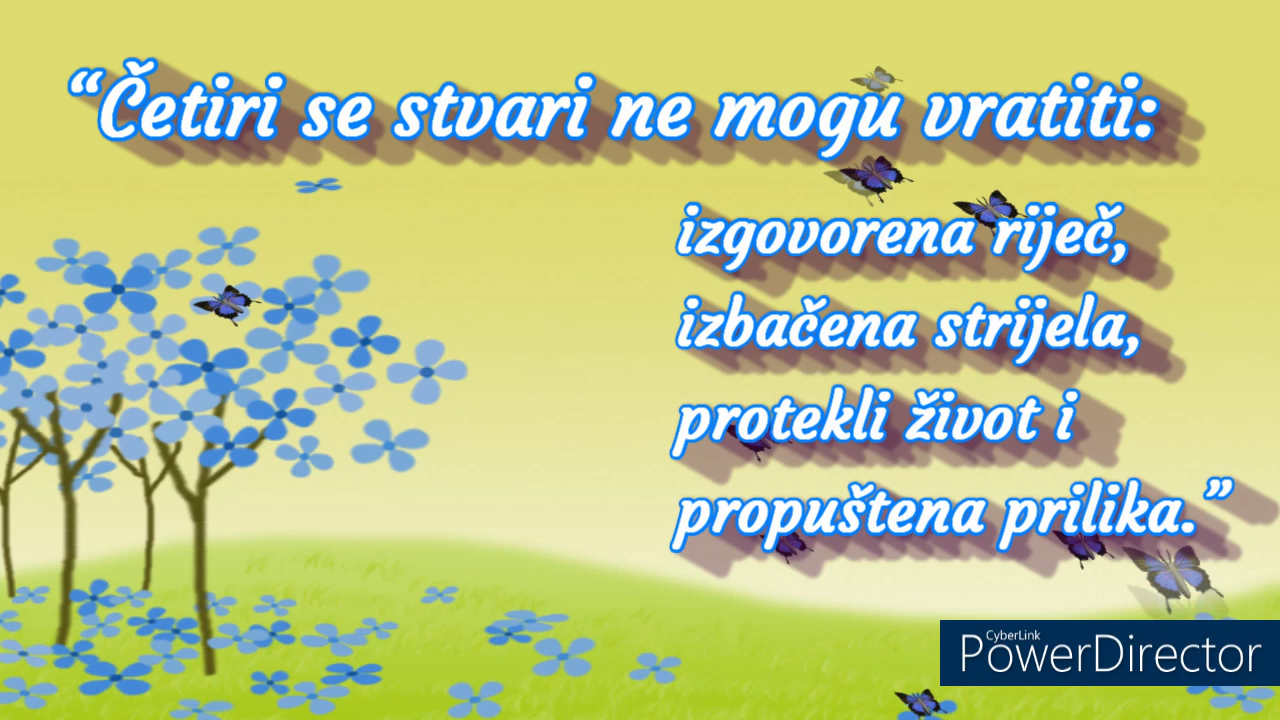 “Četiri se stvari ne mogu vratiti:
izgovorena riječ,
izbačena strijela,
protekli život i
propuštena prilika.”
CyberLink
PowerDirector